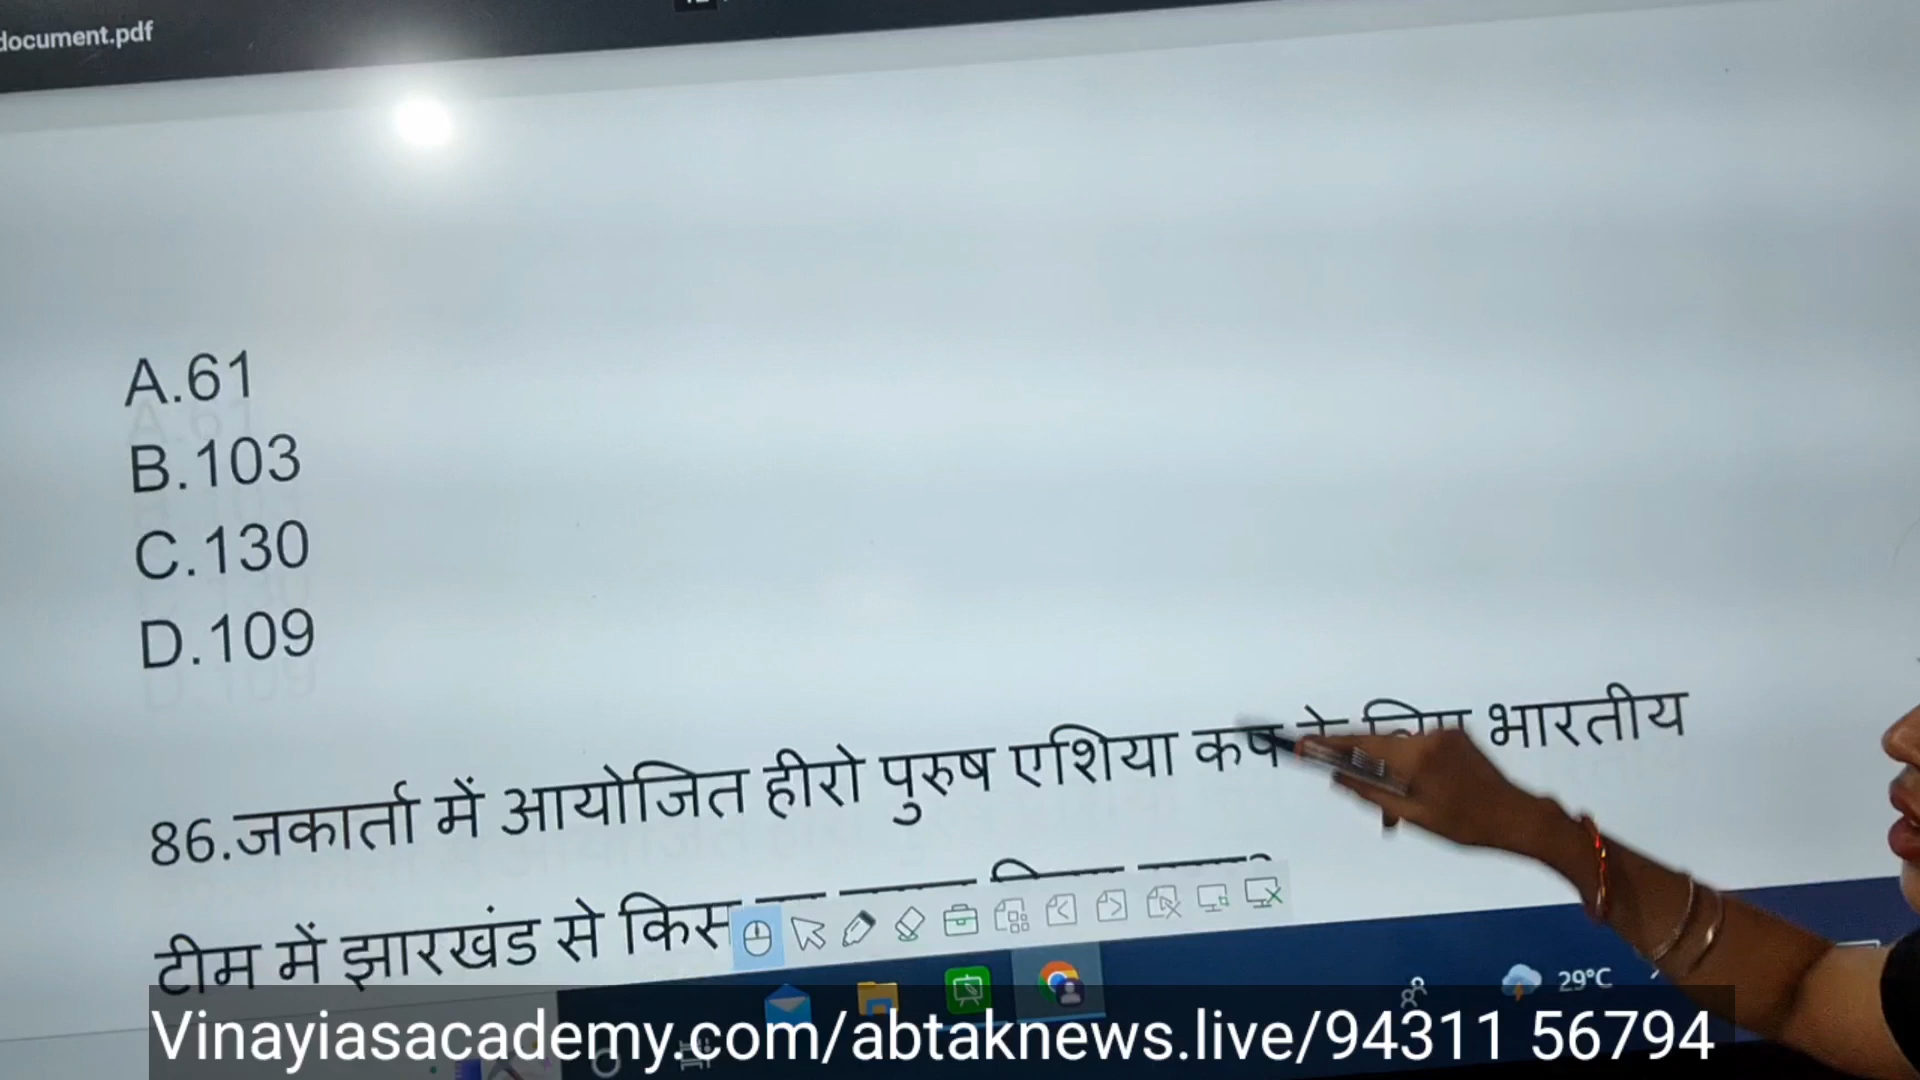 document.pdf
A.61
B.103
C.130
D.109
86.जकार्ता में आयोजित हीरो पुरुष एशिया कप के लिए भारतीय
टीम में झारखंड से किस
29°C
Vinayiasacademy.com/abtaknews.live/94311 56794